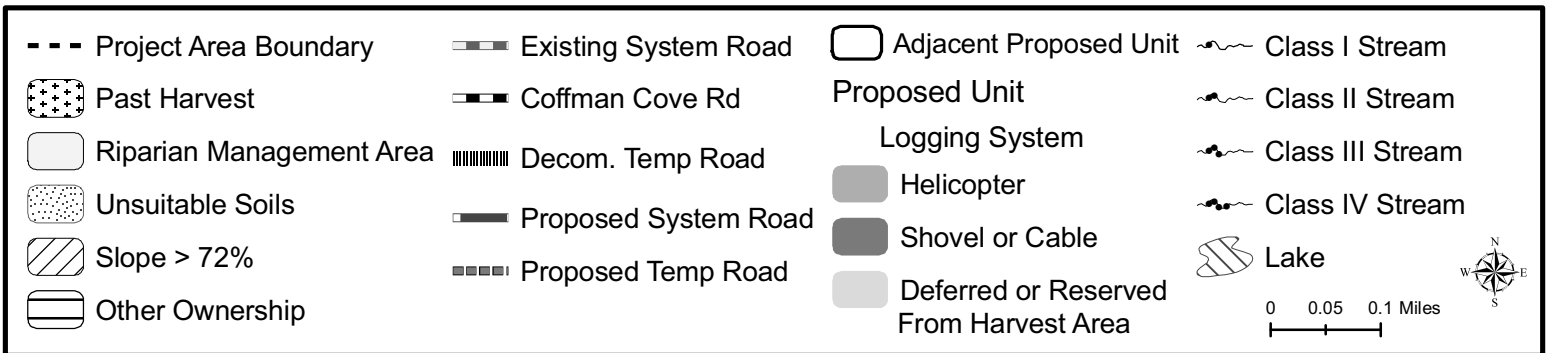 Project Area Boundary
Past Harvest
Riparian Management Area
Unsuitable Soils
Slope > 72%
Other Ownership
Existing System Road
Coffman Cove Rd
Decom. Temp Road
Proposed System Road
Proposed Temp Road
Adjacent Proposed Unit
Proposed Unit
Logging System
Helicopter
Shovel or Cable
Deferred or Reserved
From Harvest Area
Class I Stream
Class II Stream
Class III Stream
Class IV Stream
Lake
N
W E
S
0 0.05 0.1 Miles